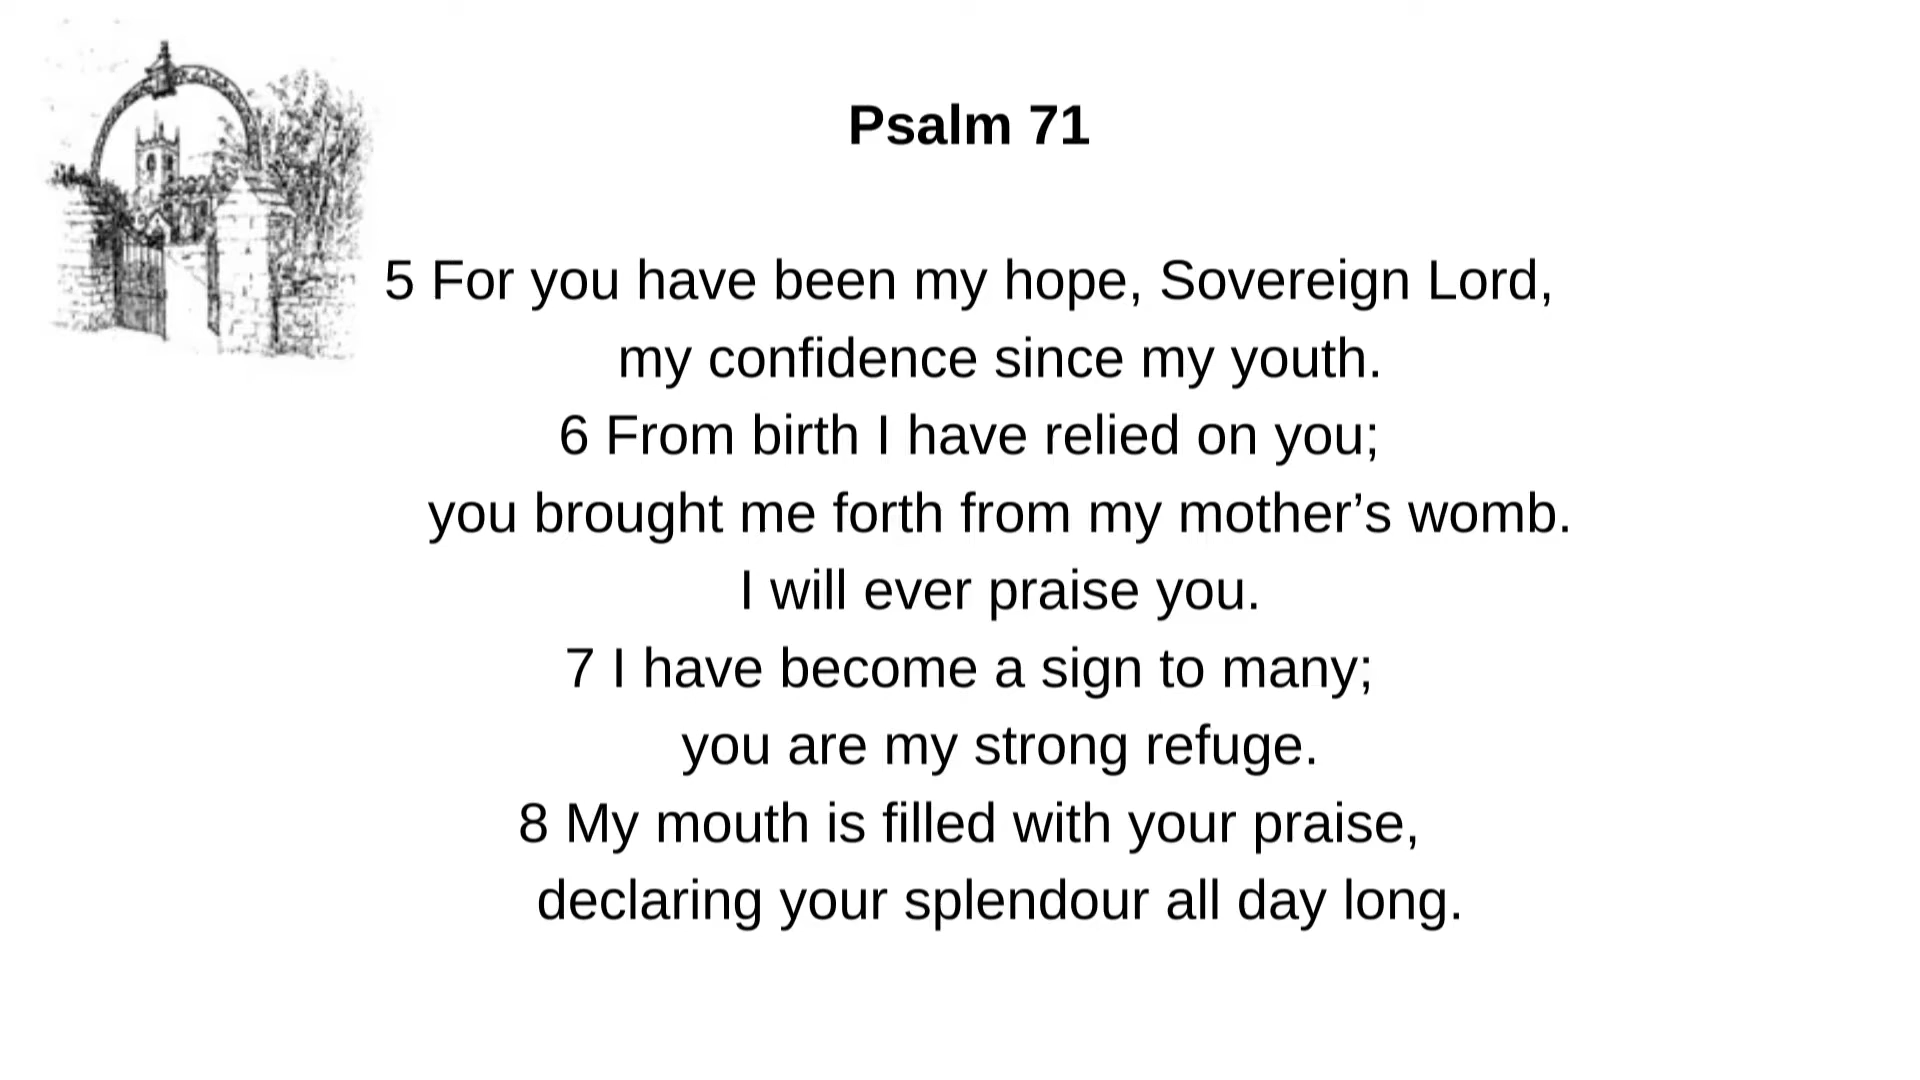 Psalm 71
5 For you have been my hope, Sovereign Lord,
my confidence since my youth.
6 From birth I have relied on you;
you brought me forth from my mother’s womb.
I will ever praise you.
7 I have become a sign to many;
you are my strong refuge.
8 My mouth is filled with your praise,
declaring your splendour all day long.